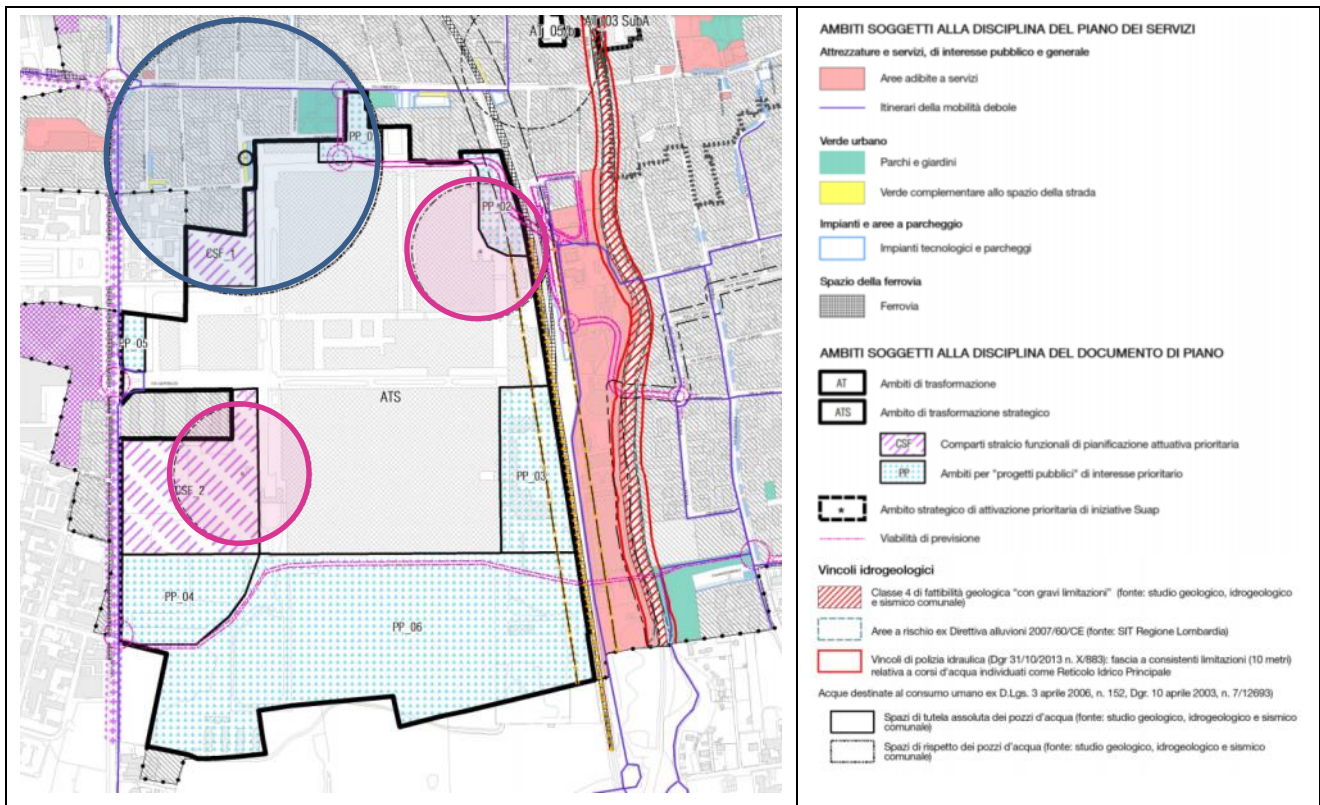 AT_05/b
AT_03 SubA
PP_0
PP_02
CSF_1
PP_05
ATS
CSF_2
PP_03
PP_04
PP_06
AMBITI SOGGETTI ALLA DISCIPLINA DEL PIANO DEI SERVIZI
Attrezzature e servizi, di interesse pubblico e generale
Aree adibite a servizi
Itinerari della mobilità debole
Verde urbano
Parchi e giardini
Verde complementare allo spazio della strada
Impianti e aree a parcheggio
Impianti tecnologici e parcheggi
Spazio della ferrovia
Ferrovia
AMBITI SOGGETTI ALLA DISCIPLINA DEL DOCUMENTO DI PIANO
AT Ambiti di trasformazione
ATS Ambito di trasformazione strategico
CSF Comparti stralcio funzionali di pianificazione attuativa prioritaria
PP Ambiti per "progetti pubblici" di interesse prioritario
* Ambito strategico di attivazione prioritaria di iniziative Suap
Viabilità di previsione
Vincoli idrogeologici
Classe 4 di fattibilità geologica "con gravi limitazioni" (fonte: studio geologico, idrogeologico
e sismico comunale)
Aree a rischio ex Direttiva alluvioni 2007/60/CE (fonte: SIT Regione Lombardia)
Vincoli di polizia idraulica (Dgr 31/10/2013 n. X/883): fascia a consistenti limitazioni (10 metri)
relativa a corsi d'acqua individuati come Reticolo Idrico Principale
Acque destinate al consumo umano ex D.Lgs. 3 aprile 2006, n. 152, Dgr. 10 aprile 2003, n. 7/12693)
Spazi di tutela assoluta dei pozzi d'acqua (fonte: studio geologico, idrogeologico e sismico
comunale)
Spazi di rispetto dei pozzi d'acqua (fonte: studio geologico, idrogeologico e sismico
comunale)